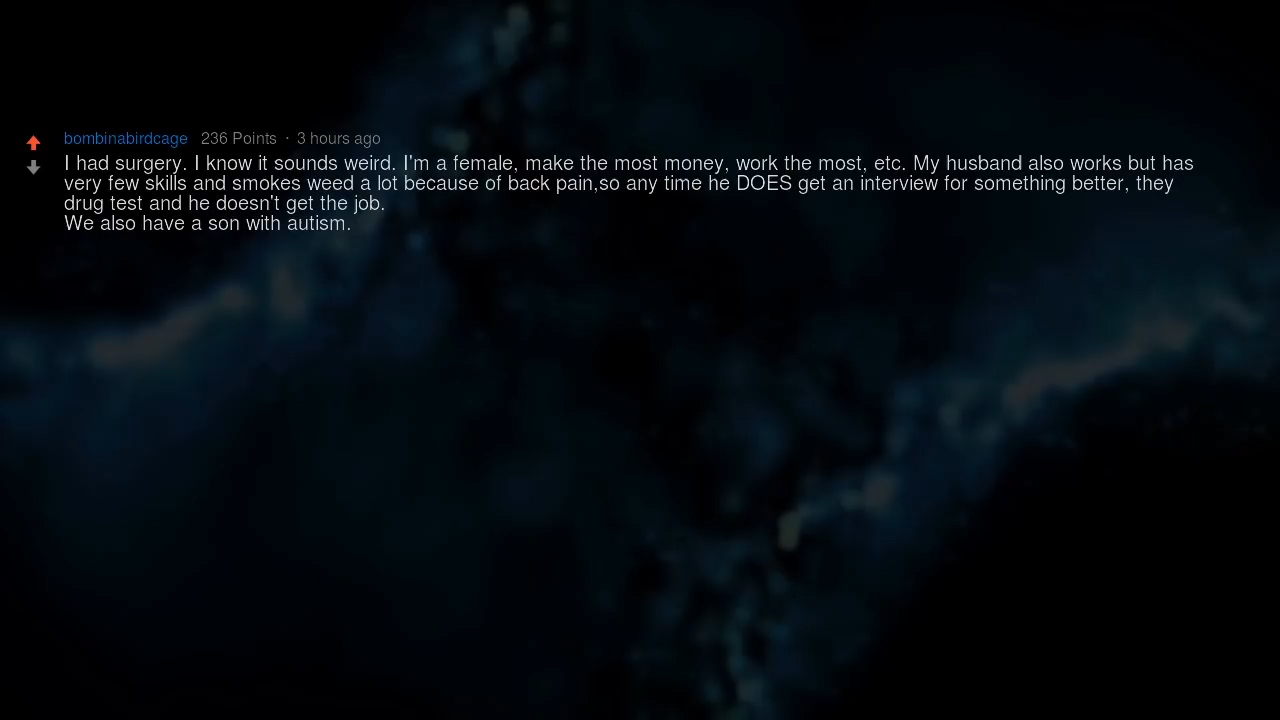 bombinabirdcage 236 Points · 3 hours ago
I had surgery. I know it sounds weird. I'm a female, make the most money, work the most, etc. My husband also works but has
very few skills and smokes weed a lot because of back pain,so any time he DOES get an interview for something better, they
drug test and he doesn't get the job.
We also have a son with autism.